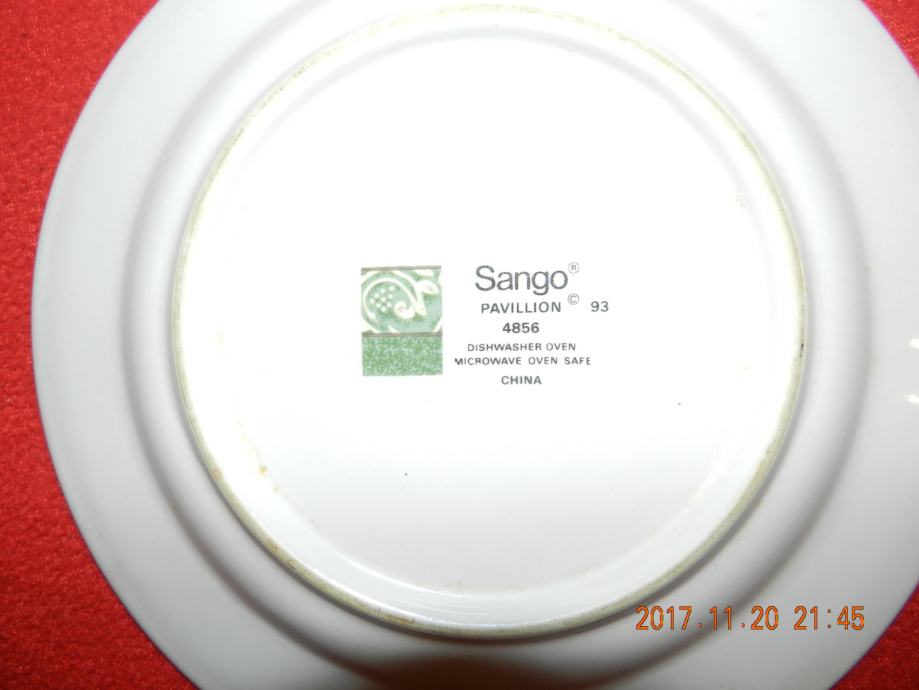 Sango®
PAVILLION © 93
4856
DISHWASHER OVEN
MICROWAVE OVEN SAFE
CHINA
2017.11.20 21:45